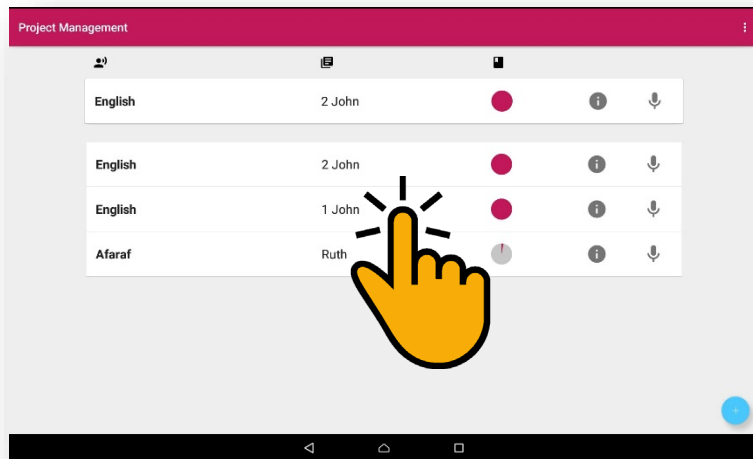 Project Management
English 2 John
English 2 John
English 1 John
Afaraf Ruth